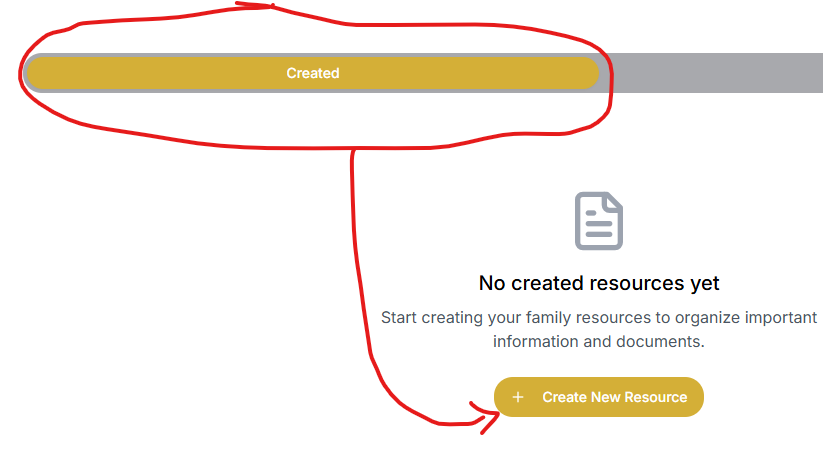 Created
No created resources yet
Start creating your family resources to organize important
information and documents.
+ Create New Resource